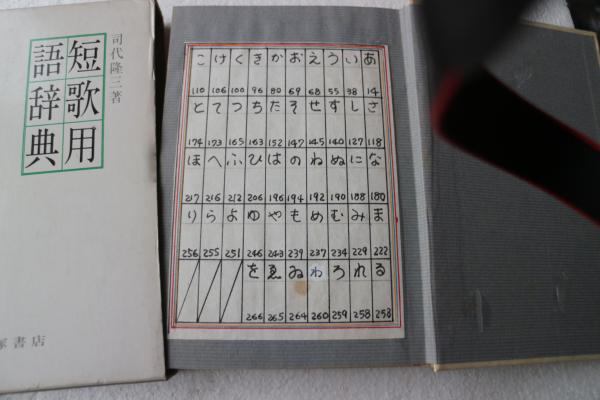 短歌用
語辞典
司代隆三著
塚書店
あ い う え お か き く け こ
14 38 55 68 69 80 96 100 106 110
さ し す せ そ た ち つ て と
118 127 140 145 147 152 163 165 173 174
な に ぬ ね の は ひ ふ へ ほ
180 188 190 192 194 196 206 212 216 217
ま み む め も や ゆ よ ら り
222 229 234 237 239 243 246 251 255 256
る れ ろ わ ゐ ゑ を
258 258 259 260 264 265 266